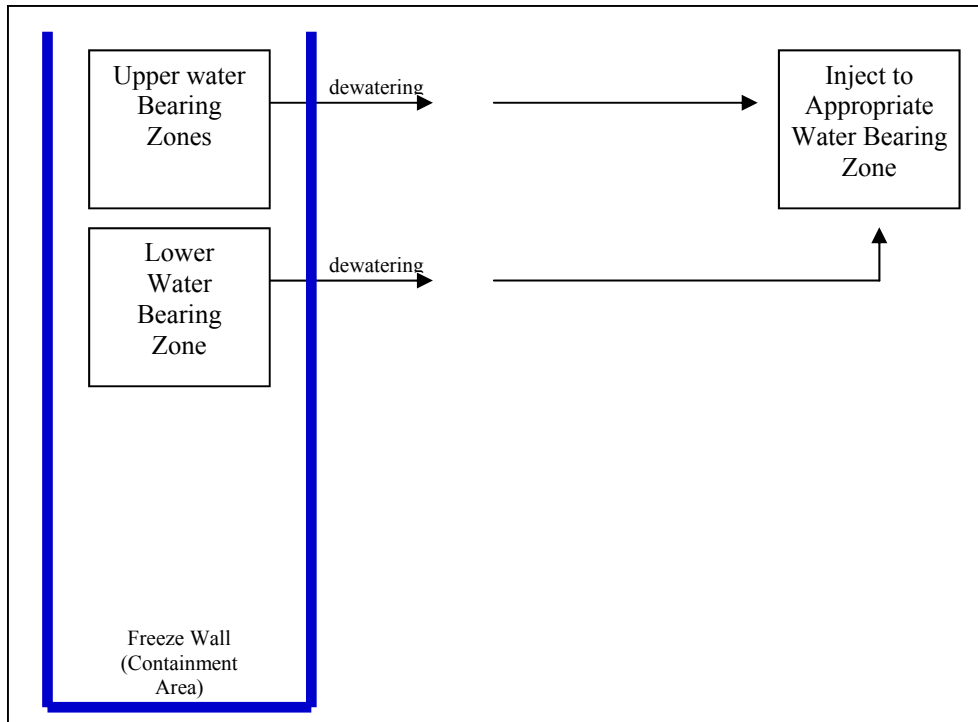 Upper water
Bearing
Zones
dewatering
Inject to
Appropriate
Water Bearing
Zone
Lower
Water
Bearing
Zone
dewatering
Freeze Wall
(Containment
Area)